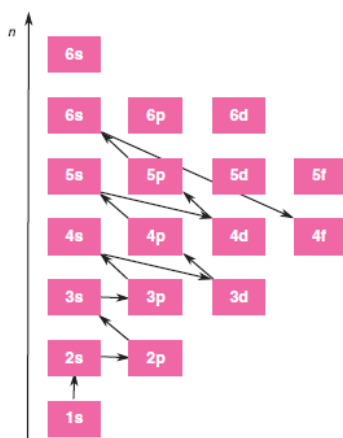 n
6s
6s 6p 6d
5s 5p 5d 5f
4s 4p 4d 4f
3s 3p 3d
2s 2p
1s